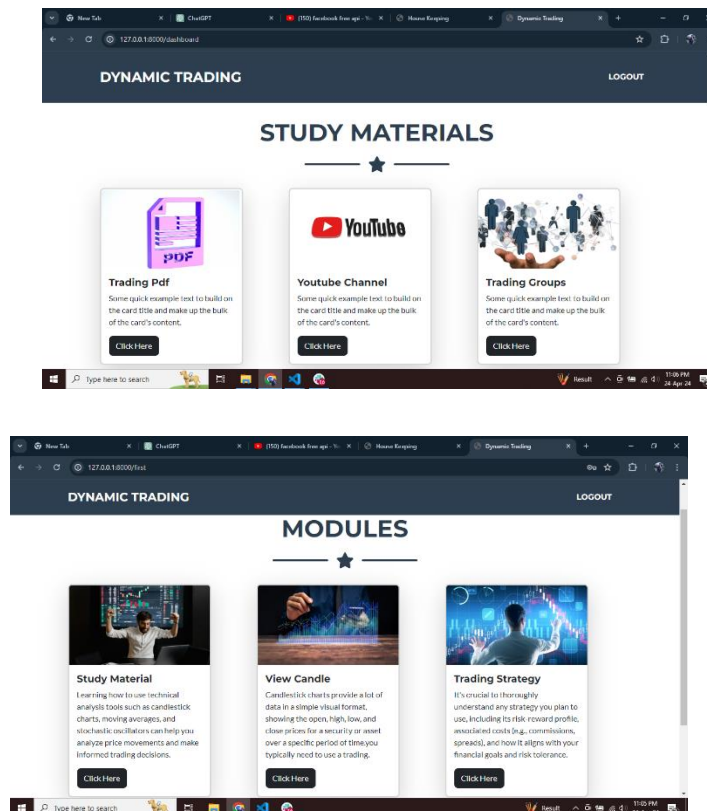 New Tab
ChatGPT
(150) facebook free api - Yo
House Keeping
Dynamic Trading
127.0.0.1:8000/dashboard
DYNAMIC TRADING
LOGOUT
STUDY MATERIALS
PDF
YouTube
Trading Pdf
Some quick example text to build on
the card title and make up the bulk
of the card's content.
Click Here
Youtube Channel
Some quick example text to build on
the card title and make up the bulk
of the card's content.
Click Here
Trading Groups
Some quick example text to build on
the card title and make up the bulk
of the card's content.
Click Here
Type here to search
Result
11:06 PM
24 Apr 24
New Tab
ChatGPT
(150) facebook free api - Yo
House Keeping
Dynamic Trading
127.0.0.1:8000/first
DYNAMIC TRADING
LOGOUT
MODULES
Study Material
Learning how to use technical
analysis tools such as candlestick
charts, moving averages, and
stochastic oscillators can help you
analyze price movements and make
informed trading decisions.
Click Here
View Candle
Candlestick charts provide a lot of
data in a simple visual format,
showing the open, high, low, and
close prices for a security or asset
over a specific period of time,you
typically need to use a trading.
Click Here
Trading Strategy
It's crucial to thoroughly
understand any strategy you plan to
use, including its risk-reward profile,
associated costs (e.g., commissions,
spreads), and how it aligns with your
financial goals and risk tolerance.
Click Here
Type here to search
Result
11:05 PM